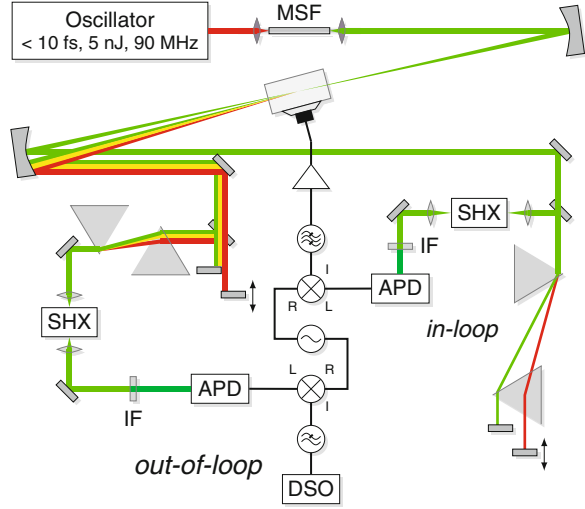 Oscillator
< 10 fs, 5 nJ, 90 MHz
MSF
SHX
IF
I
R
L
APD
in-loop
SHX
L
R
I
APD
IF
out-of-loop
DSO